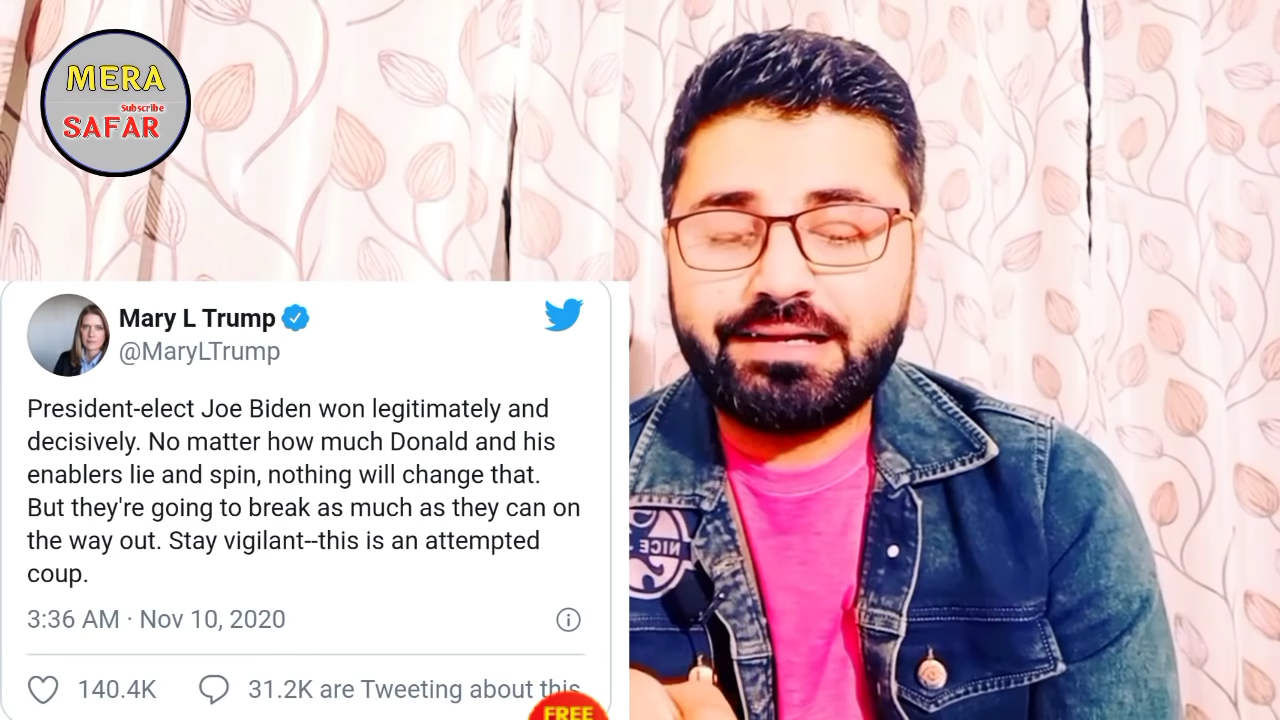 MERA
Subscribe
SAFAR
Mary L Trump
@MaryLTrump
President-elect Joe Biden won legitimately and
decisively. No matter how much Donald and his
enablers lie and spin, nothing will change that.
But they're going to break as much as they can on
the way out. Stay vigilant--this is an attempted
coup.
3:36 AM · Nov 10, 2020
140.4K
31.2K are Tweeting about this
FREE
NICE